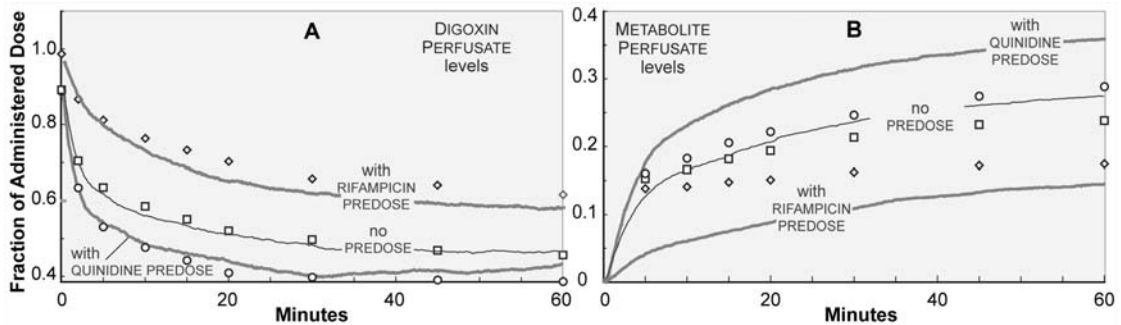 Fraction of Administered Dose
1.0
0.8
0.6
0.4
A
DIGOXIN
PERFUSATE
levels
with
RIFAMPICIN
PREDOSE
no
PREDOSE
with
QUINIDINE PREDOSE
0
20
40
60
Minutes
0.4
0.3
0.2
0.1
0
METABOLITE
PERFUSATE
levels
B
with
QUINIDINE
PREDOSE
no
PREDOSE
with
RIFAMPICIN
PREDOSE
0
20
40
60
Minutes